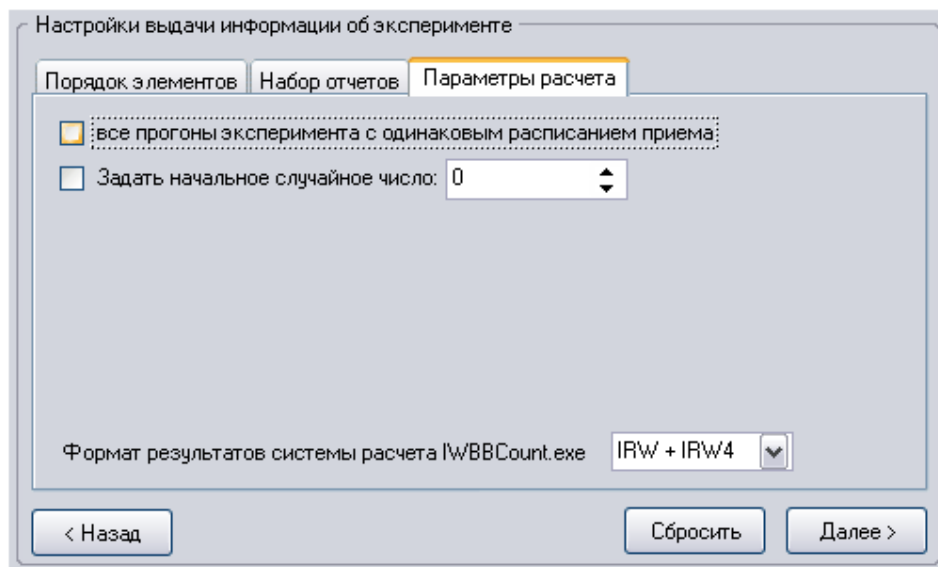 Настройки выдачи информации об эксперименте
Порядок элементов Набор отчетов Параметры расчета
все прогоны эксперимента с одинаковым расписанием приема
Задать начальное случайное число: 0
Формат результатов системы расчета IWBBCount.exe IRW + IRW4
< Назад Сбросить Далее >